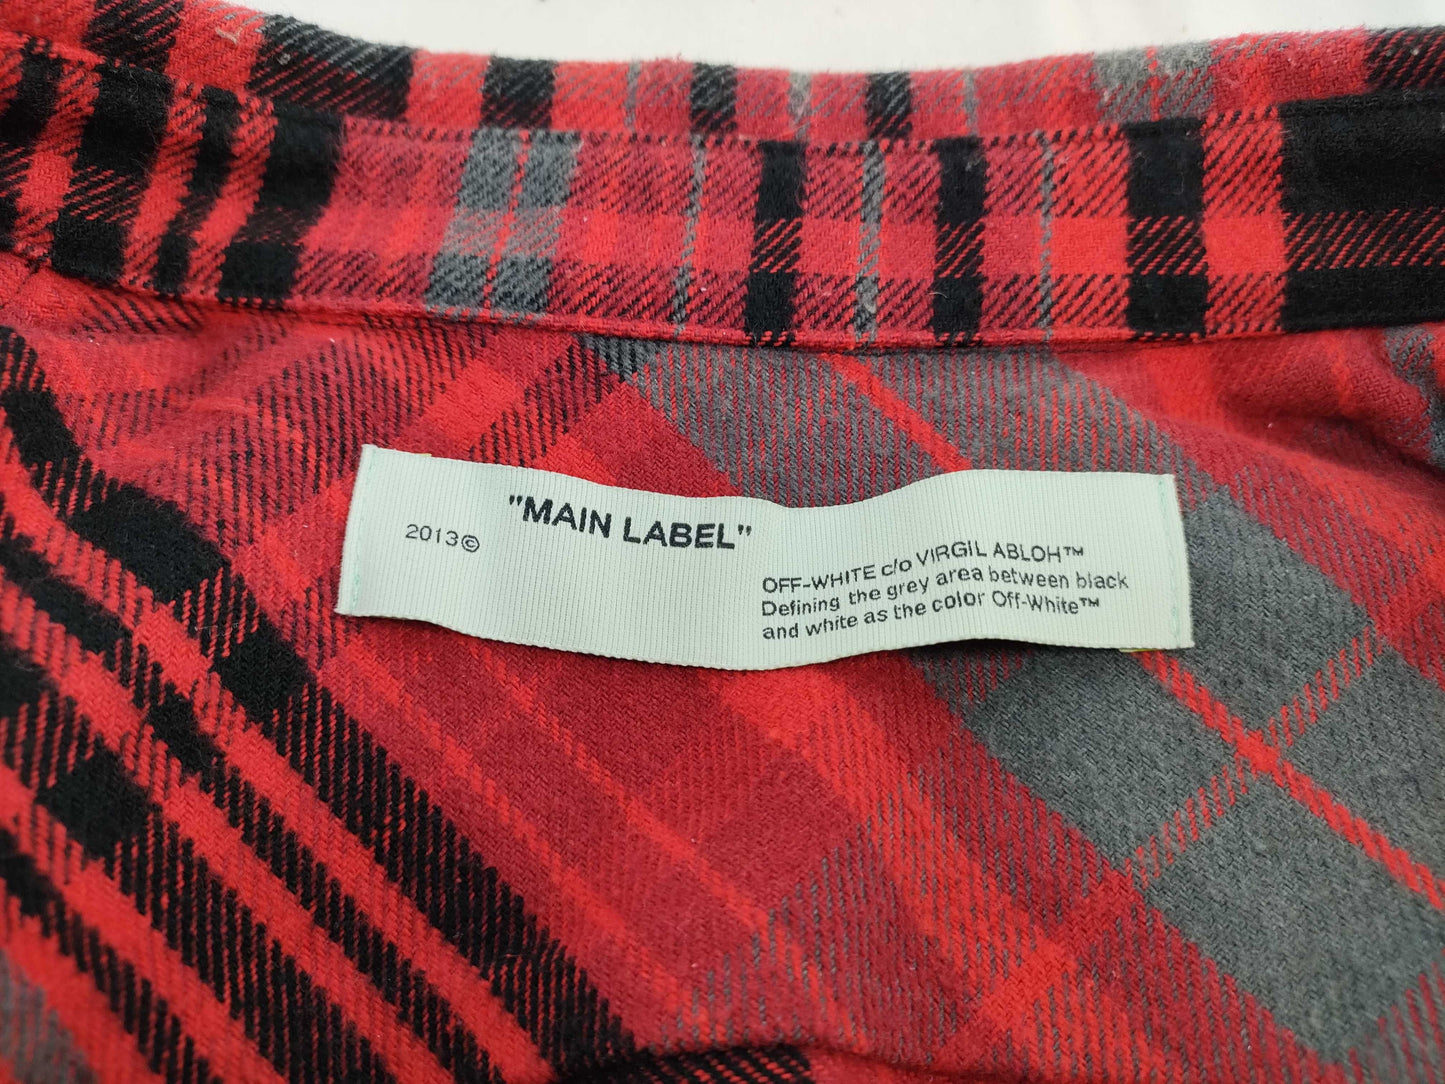 "MAIN LABEL"
2013©
OFF-WHITE c/o VIRGIL ABLOH™
Defining the grey area between black
and white as the color Off-White™